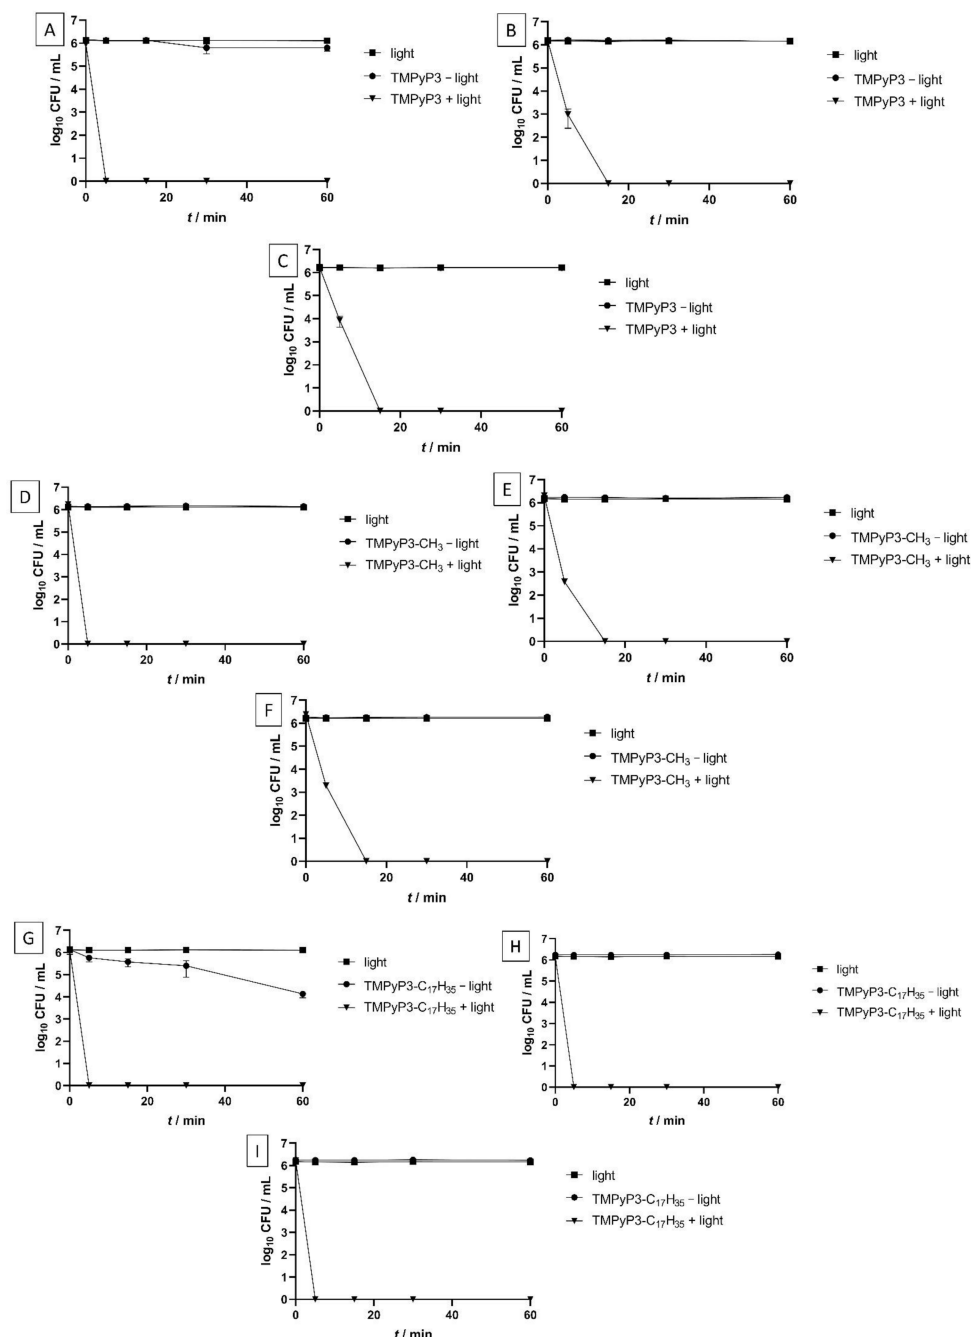 A
log10 CFU / mL
7
6
5
4
3
2
1
0
0 20 40 60
t / min
light
TMPyP3 – light
TMPyP3 + light
B
log10 CFU / mL
7
6
5
4
3
2
1
0
0 20 40 60
t / min
light
TMPyP3 – light
TMPyP3 + light
C
log10 CFU / mL
7
6
5
4
3
2
1
0
0 20 40 60
t / min
light
TMPyP3 – light
TMPyP3 + light
D
log10 CFU / mL
7
6
5
4
3
2
1
0
0 20 40 60
t / min
light
TMPyP3-CH3 – light
TMPyP3-CH3 + light
E
log10 CFU / mL
7
6
5
4
3
2
1
0
0 20 40 60
t / min
light
TMPyP3-CH3 – light
TMPyP3-CH3 + light
F
log10 CFU / mL
7
6
5
4
3
2
1
0
0 20 40 60
t / min
light
TMPyP3-CH3 – light
TMPyP3-CH3 + light
G
log10 CFU / mL
7
6
5
4
3
2
1
0
0 20 40 60
t / min
light
TMPyP3-C17H35 – light
TMPyP3-C17H35 + light
H
log10 CFU / mL
7
6
5
4
3
2
1
0
0 20 40 60
t / min
light
TMPyP3-C17H35 – light
TMPyP3-C17H35 + light
I
log10 CFU / mL
7
6
5
4
3
2
1
0
0 20 40 60
t / min
light
TMPyP3-C17H35 – light
TMPyP3-C17H35 + light